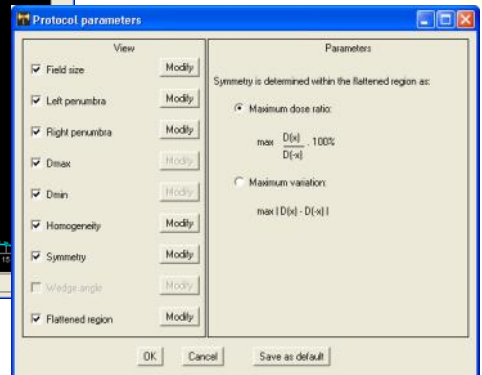 Protocol parameters
View
Parameters
Field size Modify
Symmetry is determined within the flattened region as:
Left penumbra Modify
Maximum dose ratio:
Right penumbra Modify
max D(x) / D(-x) . 100%
Dmax Modify
Maximum variation:
Dmin Modify
max | D(x) - D(-x) |
Homogeneity Modify
Symmetry Modify
15
Wedge angle Modify
Flattened region Modify
OK Cancel Save as default